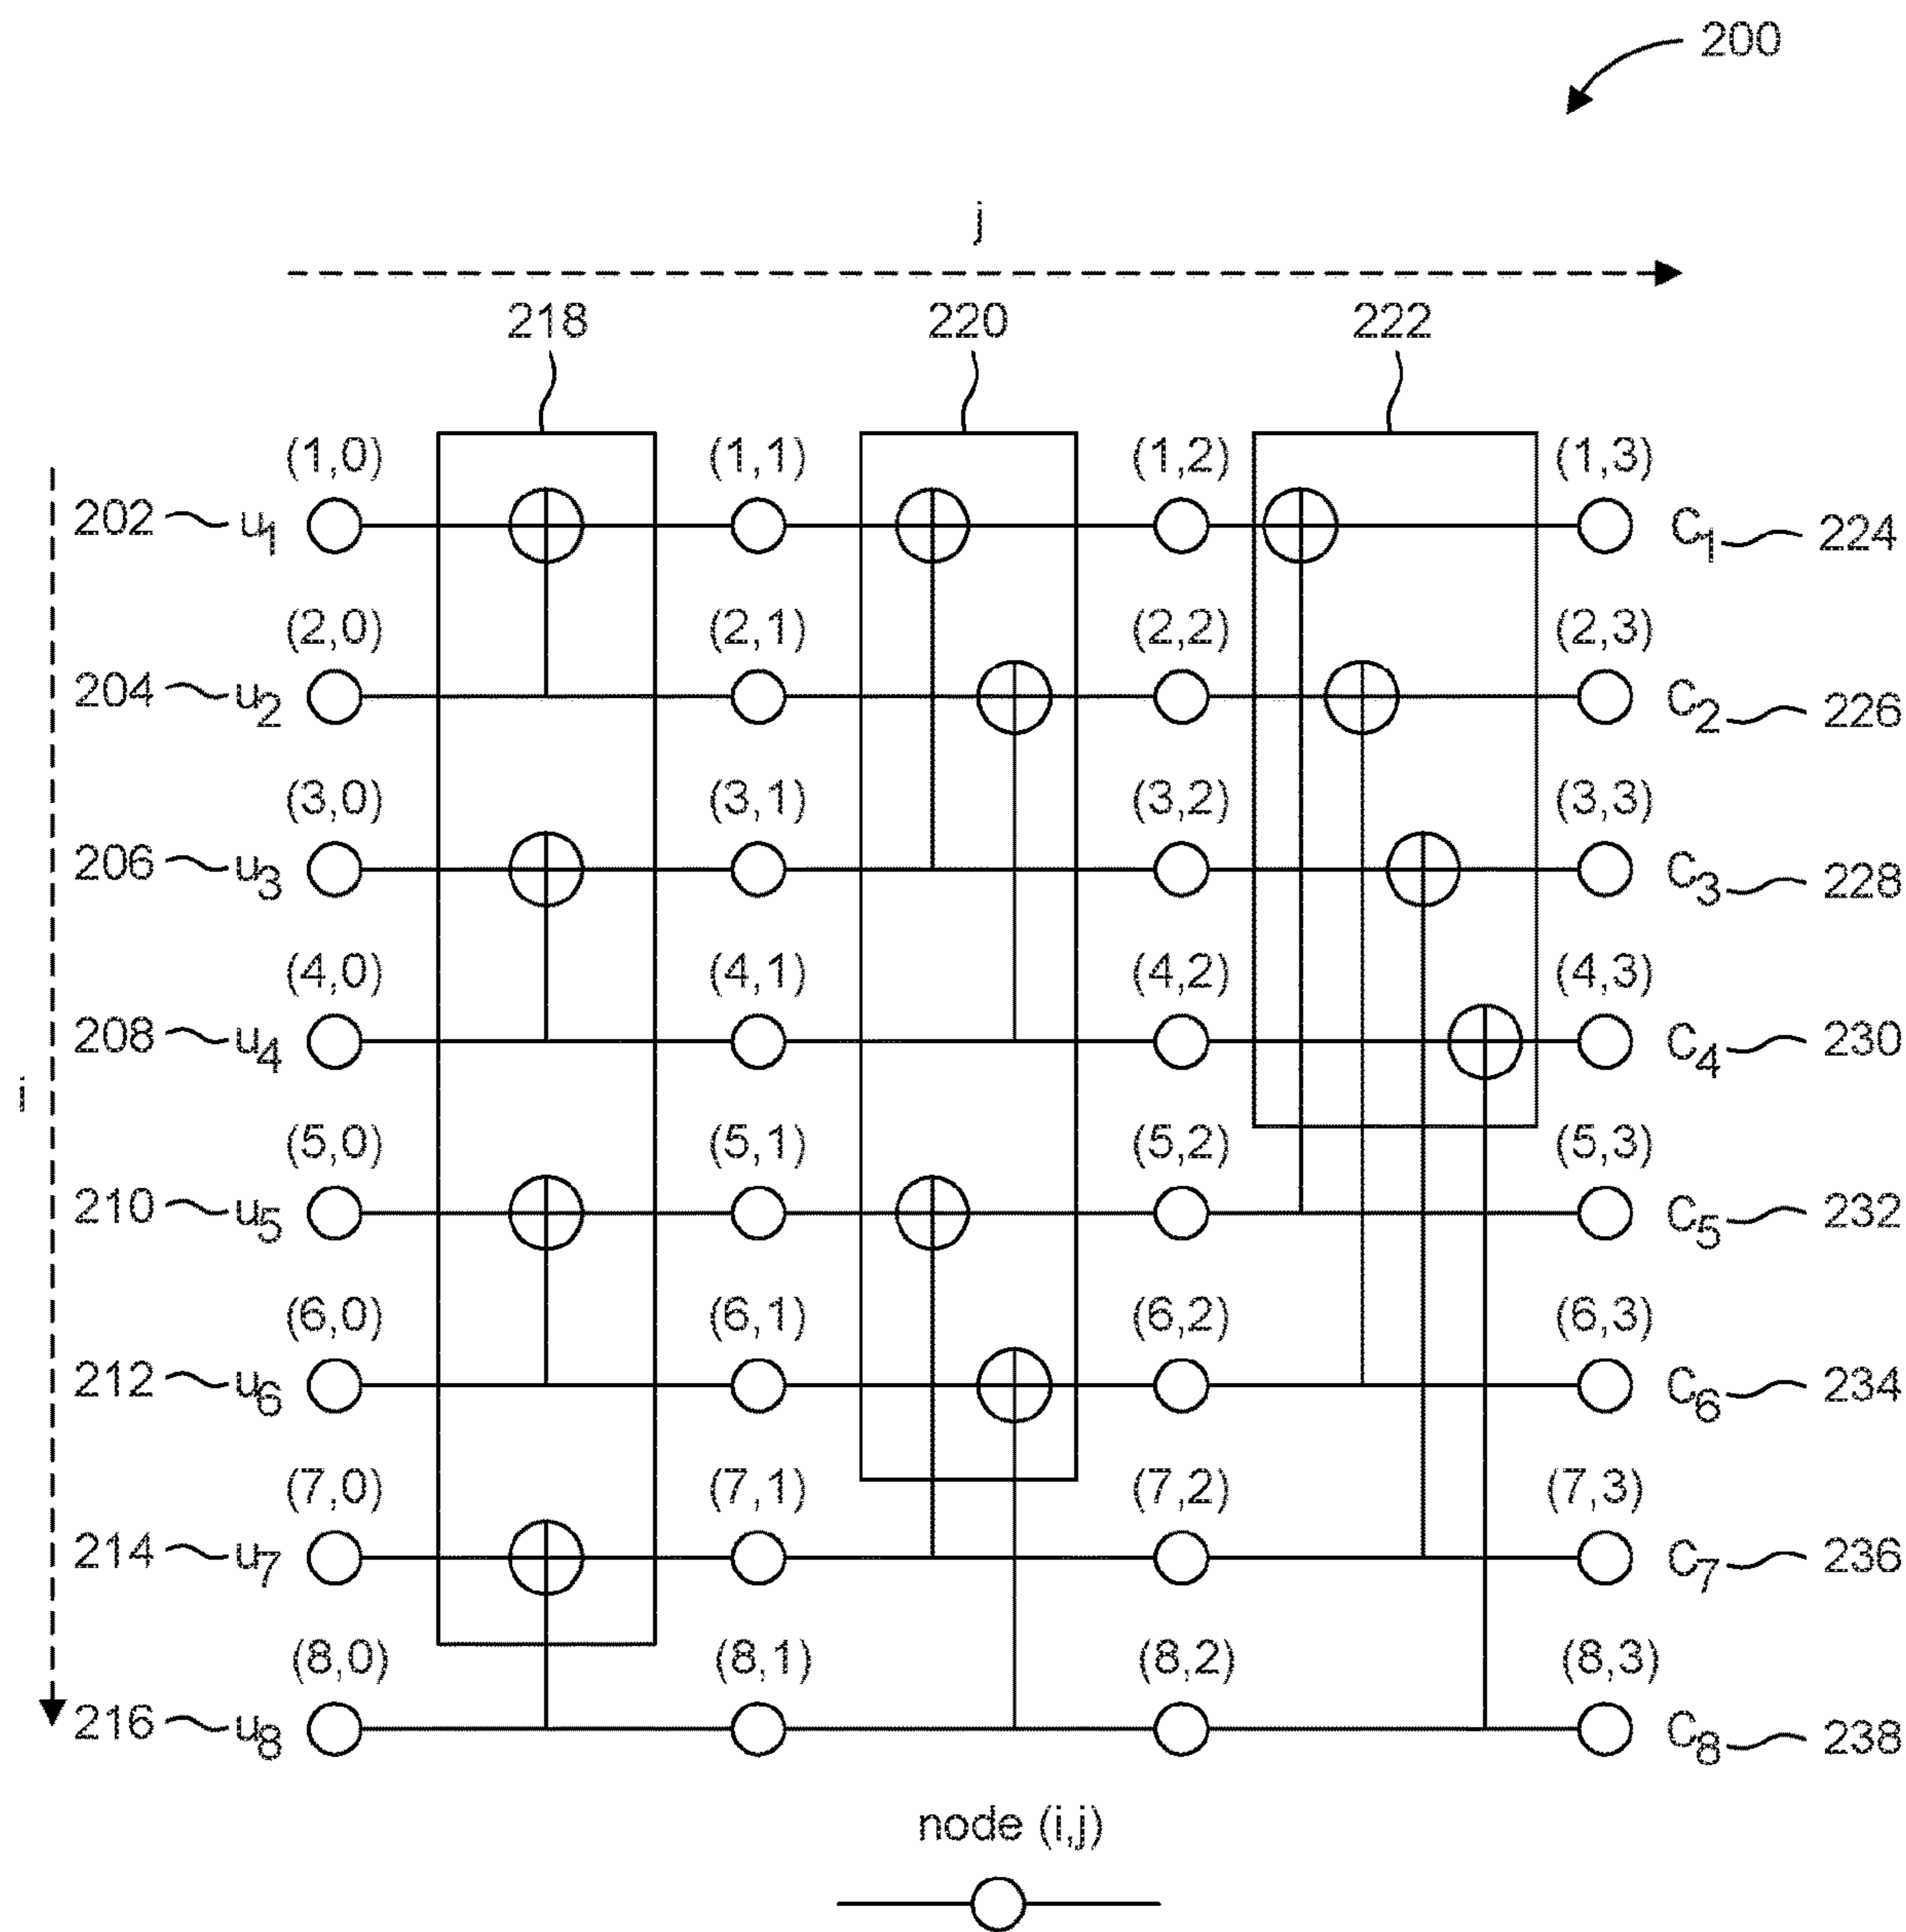 200
j
218 220 222
(1,0) (1,1) (1,2) (1,3)
202 u1 C1 224
(2,0) (2,1) (2,2) (2,3)
204 u2 C2 226
(3,0) (3,1) (3,2) (3,3)
206 u3 C3 228
(4,0) (4,1) (4,2) (4,3)
208 u4 C4 230
i
(5,0) (5,1) (5,2) (5,3)
210 u5 C5 232
(6,0) (6,1) (6,2) (6,3)
212 u6 C6 234
(7,0) (7,1) (7,2) (7,3)
214 u7 C7 236
(8,0) (8,1) (8,2) (8,3)
216 u8 C8 238
node (i,j)